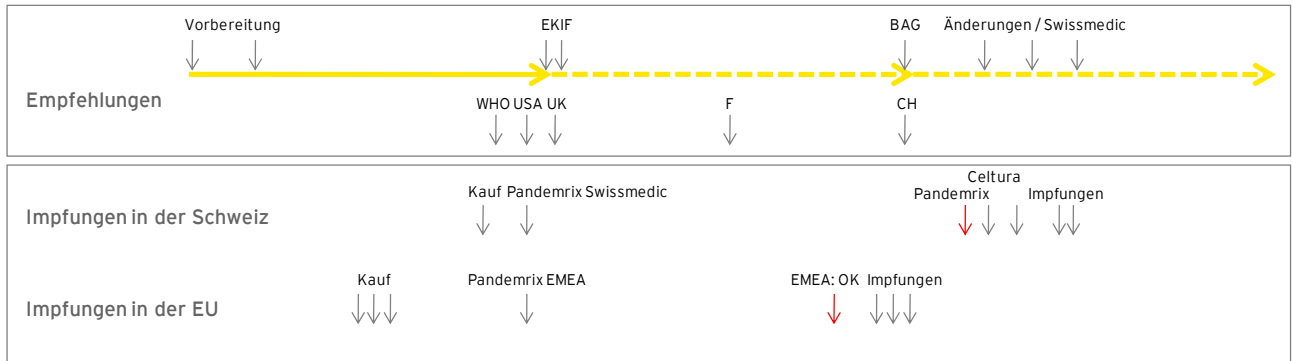 Vorbereitung EKIF BAG Änderungen / Swissmedic
Empfehlungen
WHO USA UK F CH
Celtura
Kauf Pandemrix Swissmedic Pandemrix Impfungen
Impfungen in der Schweiz
Kauf Pandemrix EMEA EMEA: OK Impfungen
Impfungen in der EU